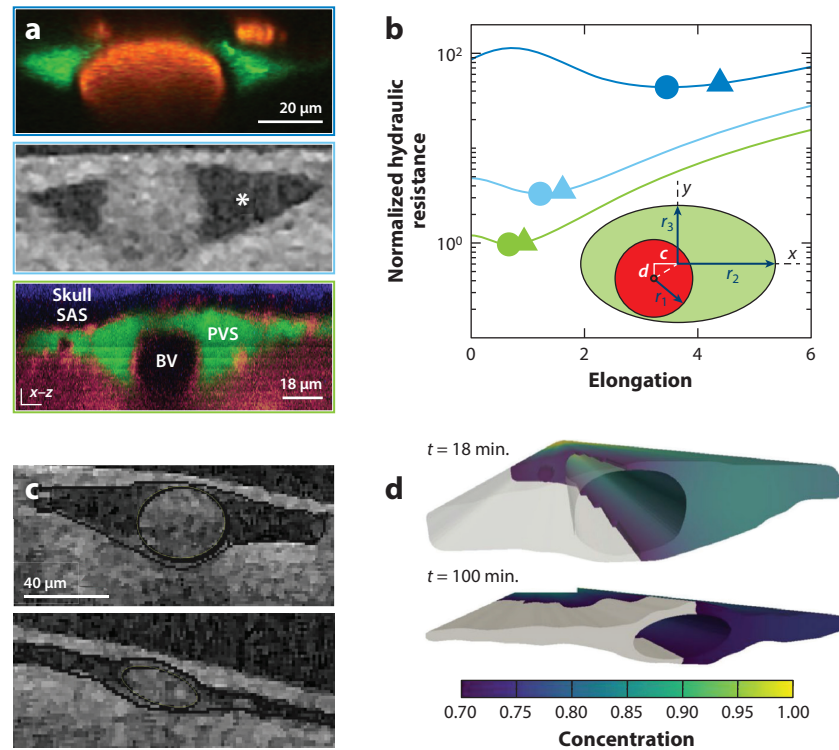 a
20 µm
*
Skull
SAS
PVS
BV
18 µm
x–z
b
Normalized hydraulic
resistance
10²
10⁰
0
2
4
6
Elongation
y
x
r₃
c
d
r₂
r₁
c
40 µm
d
t = 18 min.
t = 100 min.
0.70
0.75
0.80
0.85
0.90
0.95
1.00
Concentration